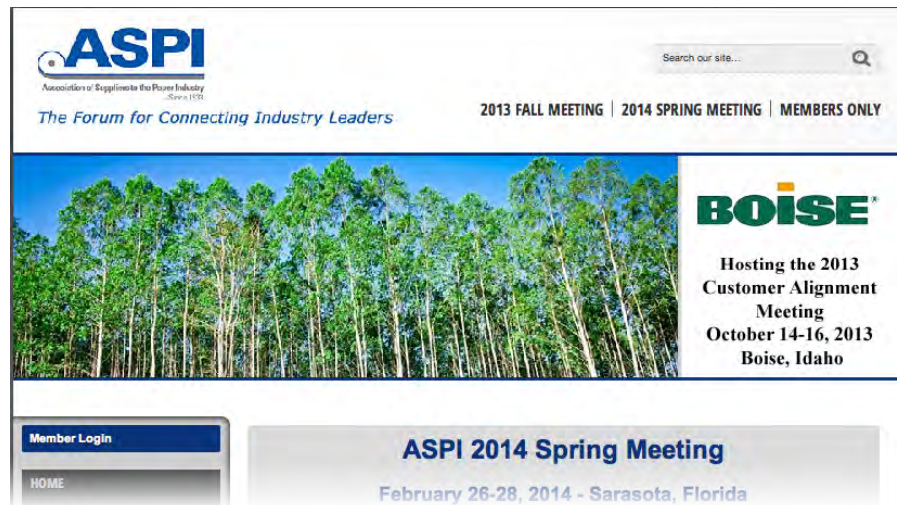 ASPI
Association of Suppliers to the Paper Industry
Since 1933
The Forum for Connecting Industry Leaders
Search our site...
2013 FALL MEETING | 2014 SPRING MEETING | MEMBERS ONLY
BOISE®
Hosting the 2013
Customer Alignment
Meeting
October 14-16, 2013
Boise, Idaho
Member Login
HOME
ASPI 2014 Spring Meeting
February 26-28, 2014 - Sarasota, Florida